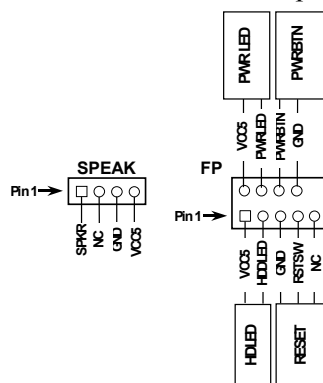 PWR LED
PWRBTN
VCC5
PWRLED
PWRBTN
GND
SPEAK
FP
Pin1
SPKR
NC
GND
VCC5
Pin1
VCC5
HDDLED
GND
RSTSW
NC
HDLED
RESET